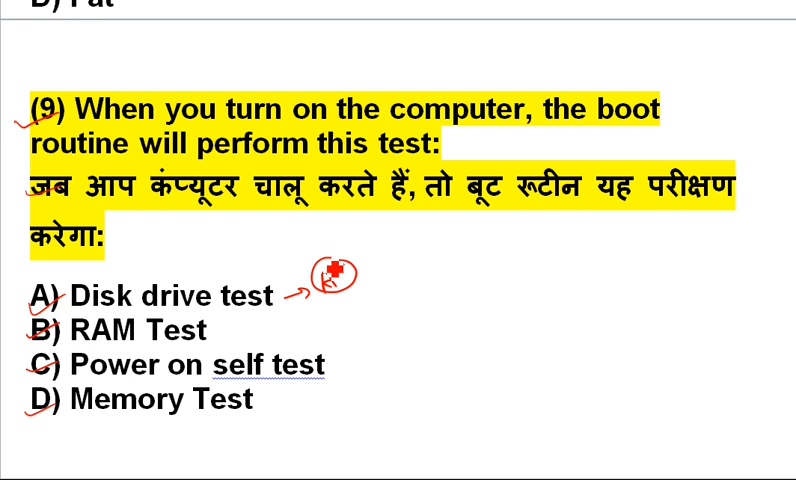 (9) When you turn on the computer, the boot
routine will perform this test:
जब आप कंप्यूटर चालू करते हैं, तो बूट रूटीन यह परीक्षण
करेगा:
A) Disk drive test
B) RAM Test
C) Power on self test
D) Memory Test